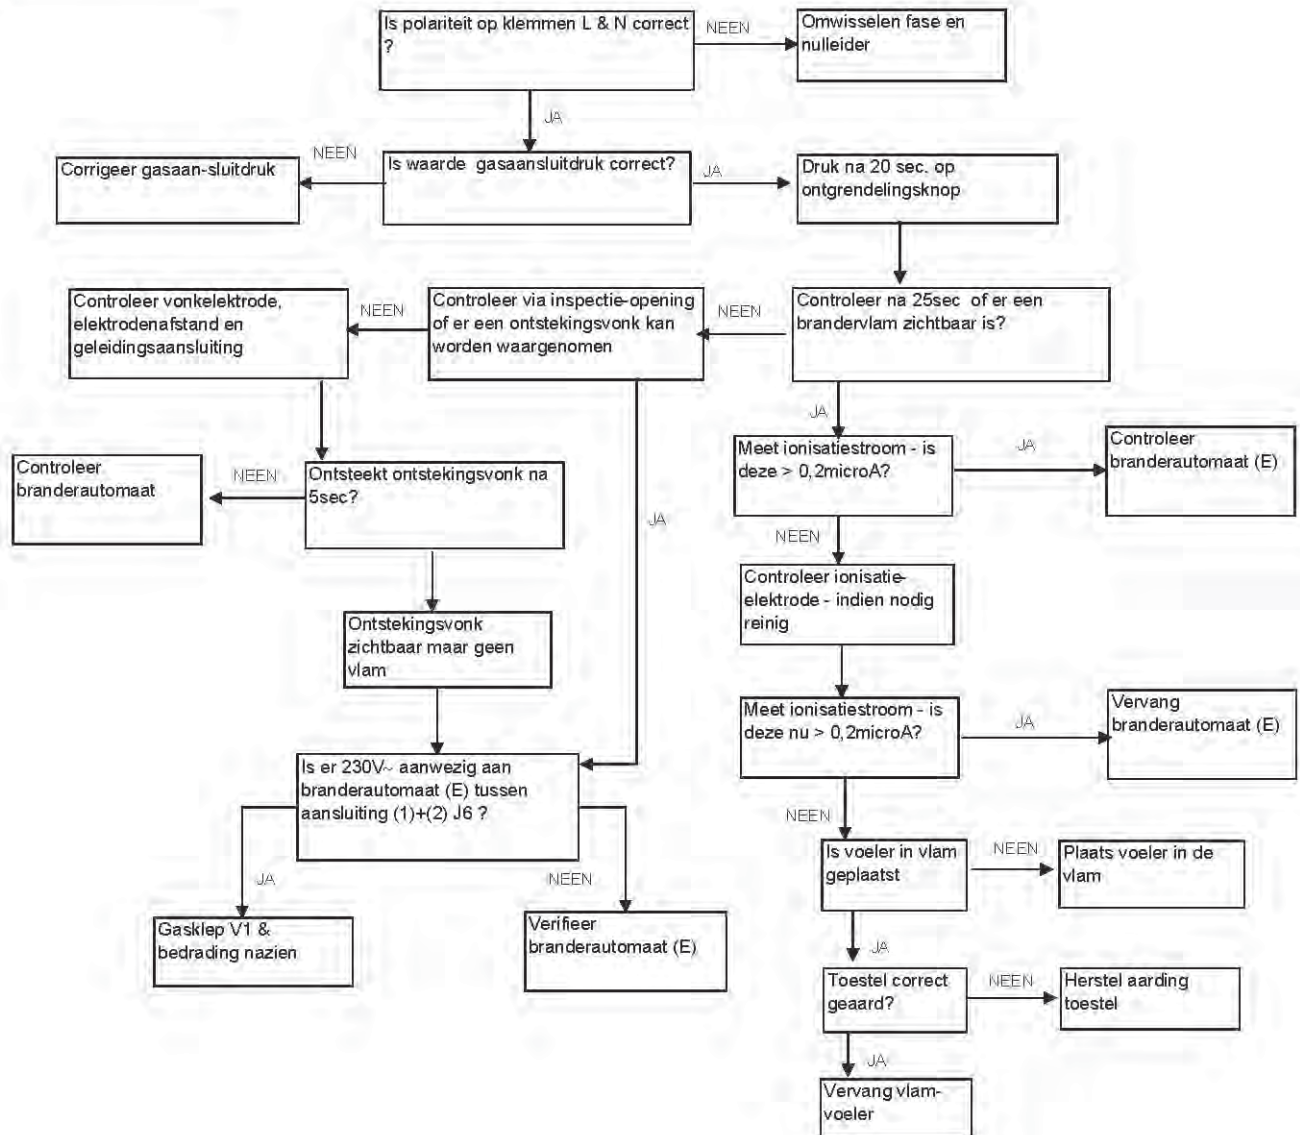 Is polariteit op klemmen L & N correct
?
NEEN
Omwisselen fase en
nulleider
JA
Corrigeer gasaan-sluitdruk
NEEN
Is waarde  gasaansluitdruk correct?
JA
Druk na 20 sec. op
ontgrendelingsknop
Controleer vonkelektrode,
elektrodenafstand en
geleidingsaansluiting
NEEN
Controleer via inspectie-opening
of er een ontstekingsvonk kan
worden waargenomen
NEEN
Controleer na 25sec  of er een
brandervlam zichtbaar is?
JA
Controleer
branderautomaat
NEEN
Ontsteekt ontstekingsvonk na
5sec?
JA
Meet ionisatiestroom - is
deze > 0,2microA?
JA
Controleer
branderautomaat (E)
NEEN
Controleer ionisatie-
elektrode - indien nodig
reinig
Ontstekingsvonk
zichtbaar maar geen
vlam
Meet ionisatiestroom - is
deze nu > 0,2microA?
JA
Vervang
branderautomaat (E)
Is er 230V~ aanwezig aan
branderautomaat (E) tussen
aansluiting (1)+(2) J6 ?
NEEN
JA
NEEN
Is voeler in vlam
geplaatst
NEEN
Plaats voeler in de
vlam
Gasklep V1 &
bedrading nazien
Verifieer
branderautomaat (E)
JA
Toestel correct
geaard?
NEEN
Herstel aarding
toestel
JA
Vervang vlam-
voeler